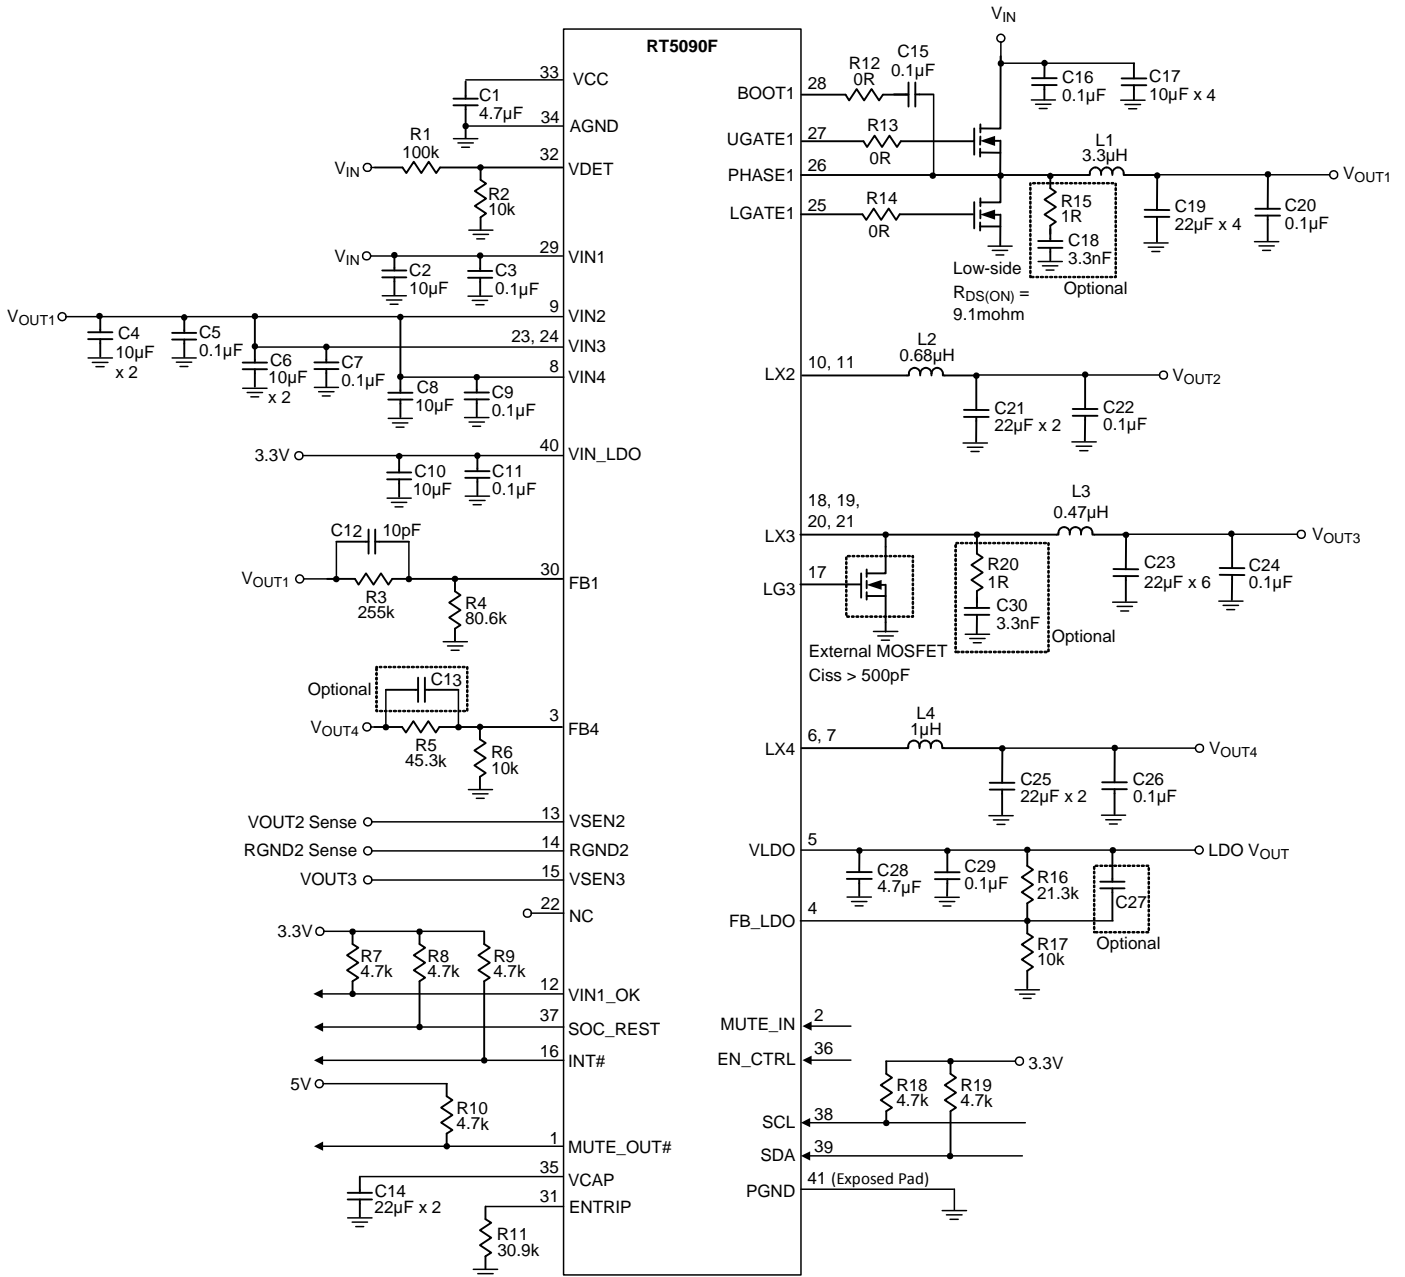 RT5090F
33 VCC
C1
4.7µF
34 AGND
R1
100k
V_IN
32 VDET
R2
10k
V_IN
29 VIN1
C2
10µF
C3
0.1µF
V_OUT1
9 VIN2
C4
10µF
x 2
C5
0.1µF
23, 24 VIN3
C6
10µF
x 2
C7
0.1µF
8 VIN4
C8
10µF
C9
0.1µF
3.3V
40 VIN_LDO
C10
10µF
C11
0.1µF
C12 10pF
V_OUT1
30 FB1
R3
255k
R4
80.6k
Optional
C13
V_OUT4
3 FB4
R5
45.3k
R6
10k
VOUT2 Sense
13 VSEN2
RGND2 Sense
14 RGND2
VOUT3
15 VSEN3
22 NC
3.3V
R7
4.7k
R8
4.7k
R9
4.7k
12 VIN1_OK
37 SOC_REST
16 INT#
5V
R10
4.7k
1 MUTE_OUT#
35 VCAP
C14
22µF x 2
31 ENTRIP
R11
30.9k
V_IN
BOOT1 28
R12
0R
C15
0.1µF
C16
0.1µF
C17
10µF x 4
UGATE1 27
R13
0R
PHASE1 26
L1
3.3µH
V_OUT1
LGATE1 25
R14
0R
R15
1R
C18
3.3nF
Optional
C19
22µF x 4
C20
0.1µF
Low-side
R_DS(ON) =
9.1mohm
LX2 10, 11
L2
0.68µH
V_OUT2
C21
22µF x 2
C22
0.1µF
18, 19,
20, 21
LX3
L3
0.47µH
V_OUT3
LG3 17
R20
1R
C30
3.3nF
Optional
C23
22µF x 6
C24
0.1µF
External MOSFET
Ciss > 500pF
LX4 6, 7
L4
1µH
V_OUT4
C25
22µF x 2
C26
0.1µF
VLDO 5
LDO V_OUT
C28
4.7µF
C29
0.1µF
R16
21.3k
C27
Optional
FB_LDO 4
R17
10k
MUTE_IN 2
EN_CTRL 36
3.3V
R18
4.7k
R19
4.7k
SCL 38
SDA 39
PGND 41 (Exposed Pad)